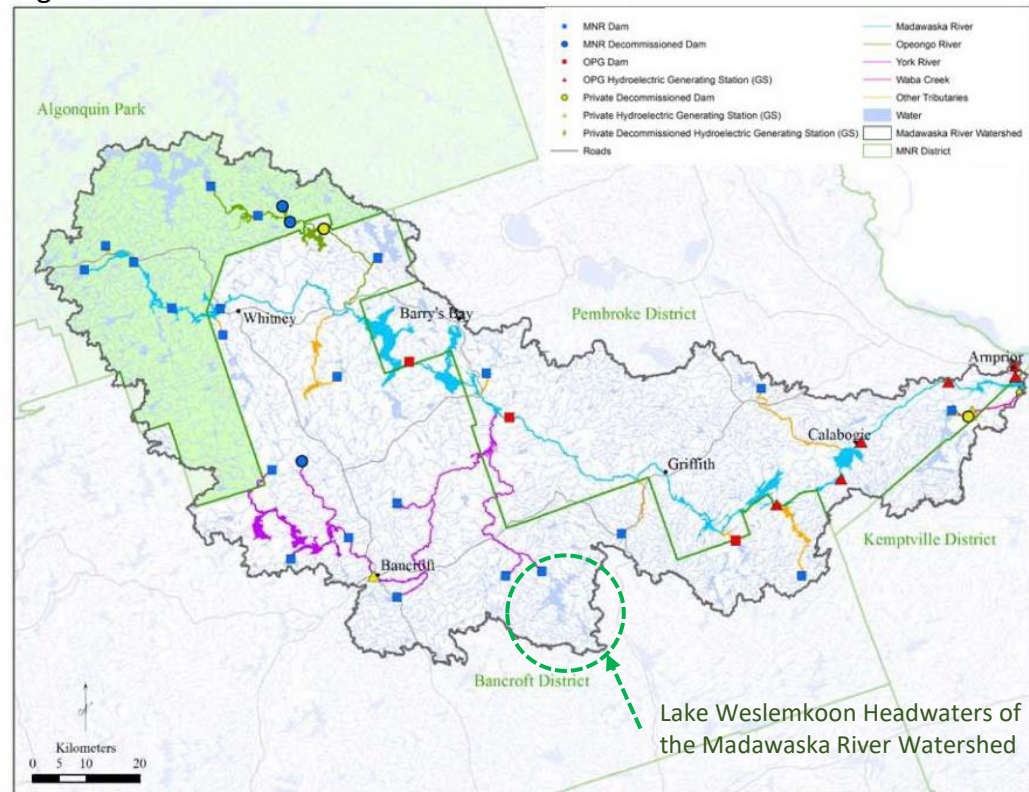 MNR Dam
MNR Decommissioned Dam
OPG Dam
OPG Hydroelectric Generating Station (GS)
Private Decommissioned Dam
Private Hydroelectric Generating Station (GS)
Private Decommissioned Hydroelectric Generating Station (GS)
Roads
Madawaska River
Opeongo River
York River
Waba Creek
Other Tributaries
Water
Madawaska River Watershed
MNR District
Algonquin Park
Whitney
Barry's Bay
Pembroke District
Arnprior
Calabogie
Griffith
Kemptville District
Bancroft
Bancroft District
Lake Weslemkoon Headwaters of
the Madawaska River Watershed
Kilometers
0 5 10 20